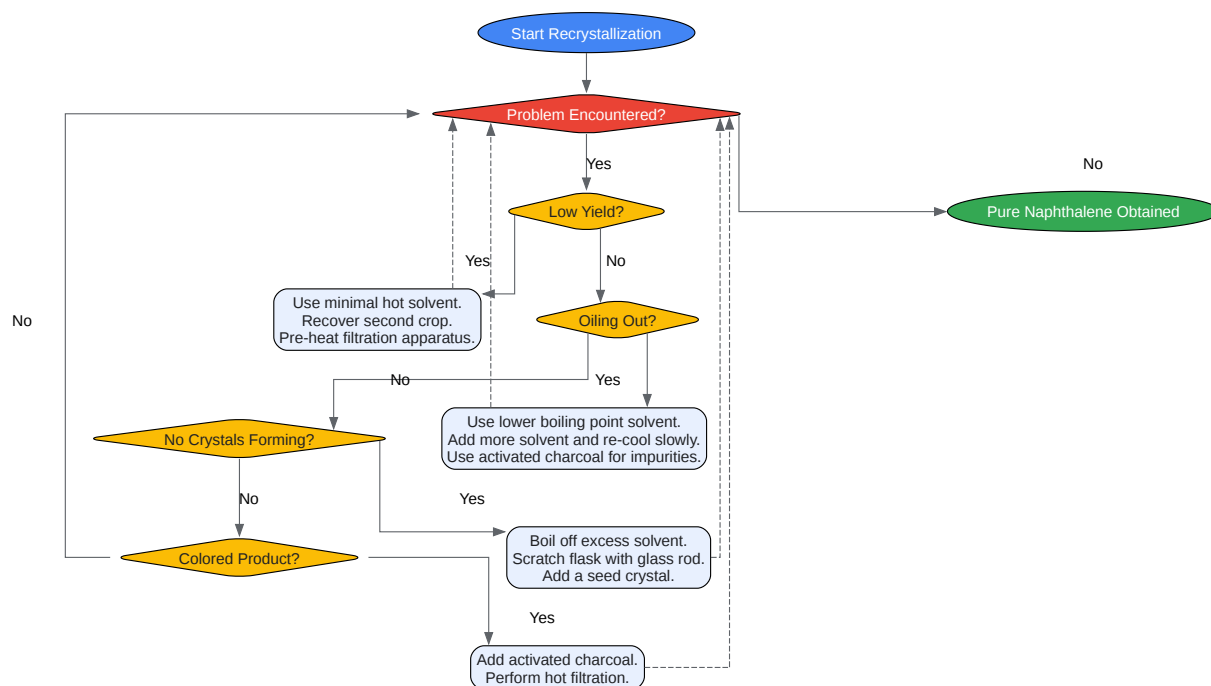 Start Recrystallization
Problem Encountered?
Yes
No
Low Yield?
Pure Naphthalene Obtained
Yes
No
Use minimal hot solvent.
Recover second crop.
Pre-heat filtration apparatus.
Oiling Out?
No
No
Yes
Use lower boiling point solvent.
Add more solvent and re-cool slowly.
Use activated charcoal for impurities.
No Crystals Forming?
No
Yes
Boil off excess solvent.
Scratch flask with glass rod.
Add a seed crystal.
Colored Product?
Yes
Add activated charcoal.
Perform hot filtration.